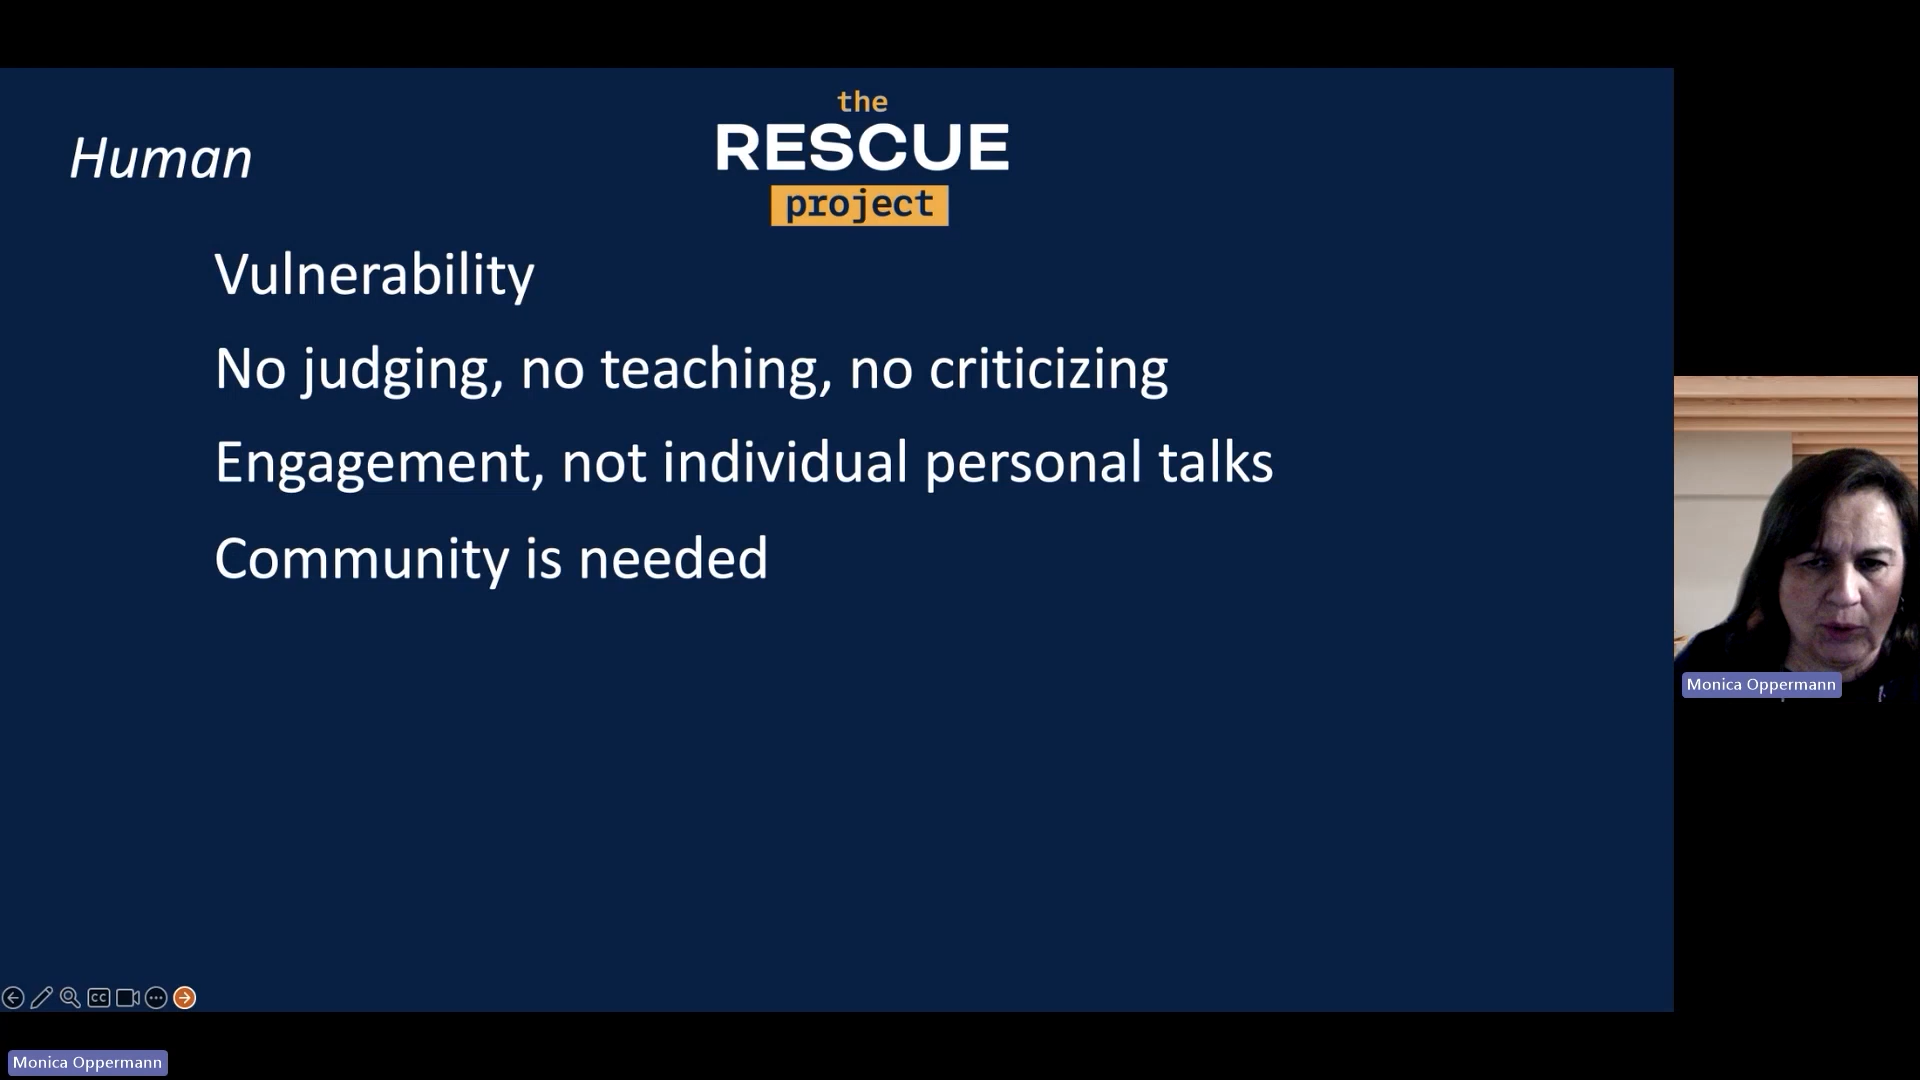 the
RESCUE
project
Human
Vulnerability
No judging, no teaching, no criticizing
Engagement, not individual personal talks
Community is needed
Monica Oppermann
CC
Monica Oppermann